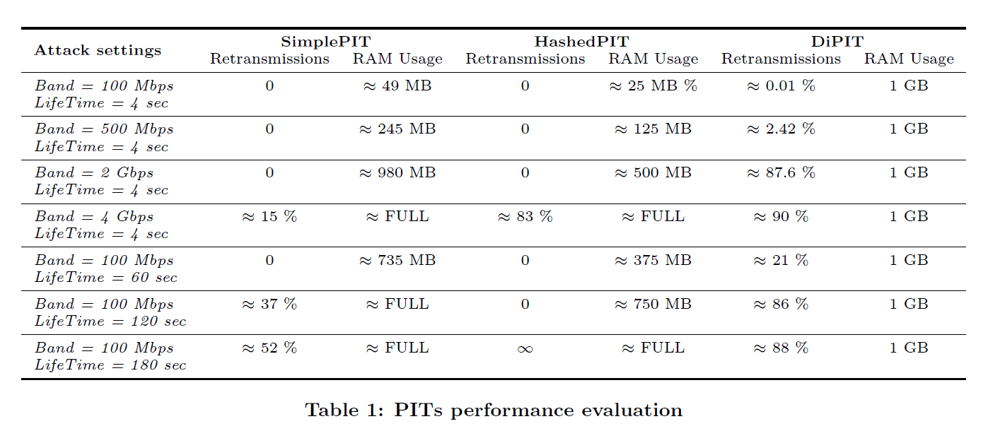 SimplePIT HashedPIT DiPIT
Attack settings
Retransmissions RAM Usage Retransmissions RAM Usage Retransmissions RAM Usage
Band = 100 Mbps 0 ≈ 49 MB 0 ≈ 25 MB % ≈ 0.01 % 1 GB
LifeTime = 4 sec
Band = 500 Mbps 0 ≈ 245 MB 0 ≈ 125 MB ≈ 2.42 % 1 GB
LifeTime = 4 sec
Band = 2 Gbps 0 ≈ 980 MB 0 ≈ 500 MB ≈ 87.6 % 1 GB
LifeTime = 4 sec
Band = 4 Gbps ≈ 15 % ≈ FULL ≈ 83 % ≈ FULL ≈ 90 % 1 GB
LifeTime = 4 sec
Band = 100 Mbps 0 ≈ 735 MB 0 ≈ 375 MB ≈ 21 % 1 GB
LifeTime = 60 sec
Band = 100 Mbps ≈ 37 % ≈ FULL 0 ≈ 750 MB ≈ 86 % 1 GB
LifeTime = 120 sec
Band = 100 Mbps ≈ 52 % ≈ FULL ∞ ≈ FULL ≈ 88 % 1 GB
LifeTime = 180 sec
Table 1: PITs performance evaluation